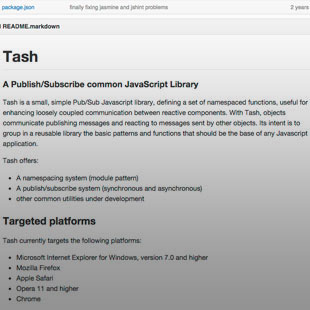 package.json finally fixing jasmine and jshint problems 2 years
README.markdown
Tash
A Publish/Subscribe common JavaScript Library
Tash is a small, simple Pub/Sub Javascript library, defining a set of namespaced functions, useful for
enhancing loosely coupled communication between reactive components. With Tash, objects
communicate publishing messages and reacting to messages sent by other objects. Its intent is to
group in a reusable library the basic patterns and functions that should be the base of any Javascript
application.
Tash offers:
• A namespacing system (module pattern)
• A publish/subscribe system (synchronous and asynchronous)
• other common utilities under development
Targeted platforms
Tash currently targets the following platforms:
• Microsoft Internet Explorer for Windows, version 7.0 and higher
• Mozilla Firefox
• Apple Safari
• Opera 11 and higher
• Chrome